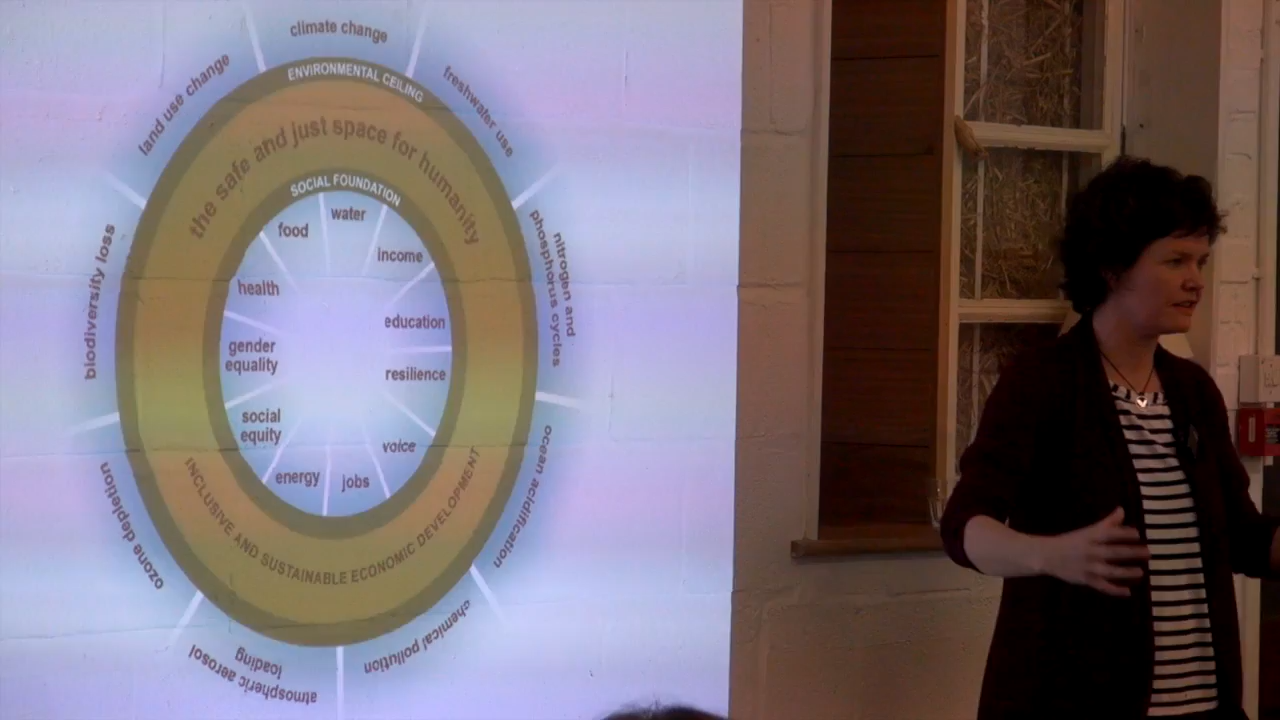 climate change
freshwater use
nitrogen and
phosphorus cycles
ocean acidification
chemical pollution
atmospheric aerosol
loading
ozone depletion
biodiversity loss
land use change
ENVIRONMENTAL CEILING
the safe and just space for humanity
SOCIAL FOUNDATION
water
income
education
resilience
voice
jobs
energy
social
equity
gender
equality
health
food
INCLUSIVE AND SUSTAINABLE ECONOMIC DEVELOPMENT